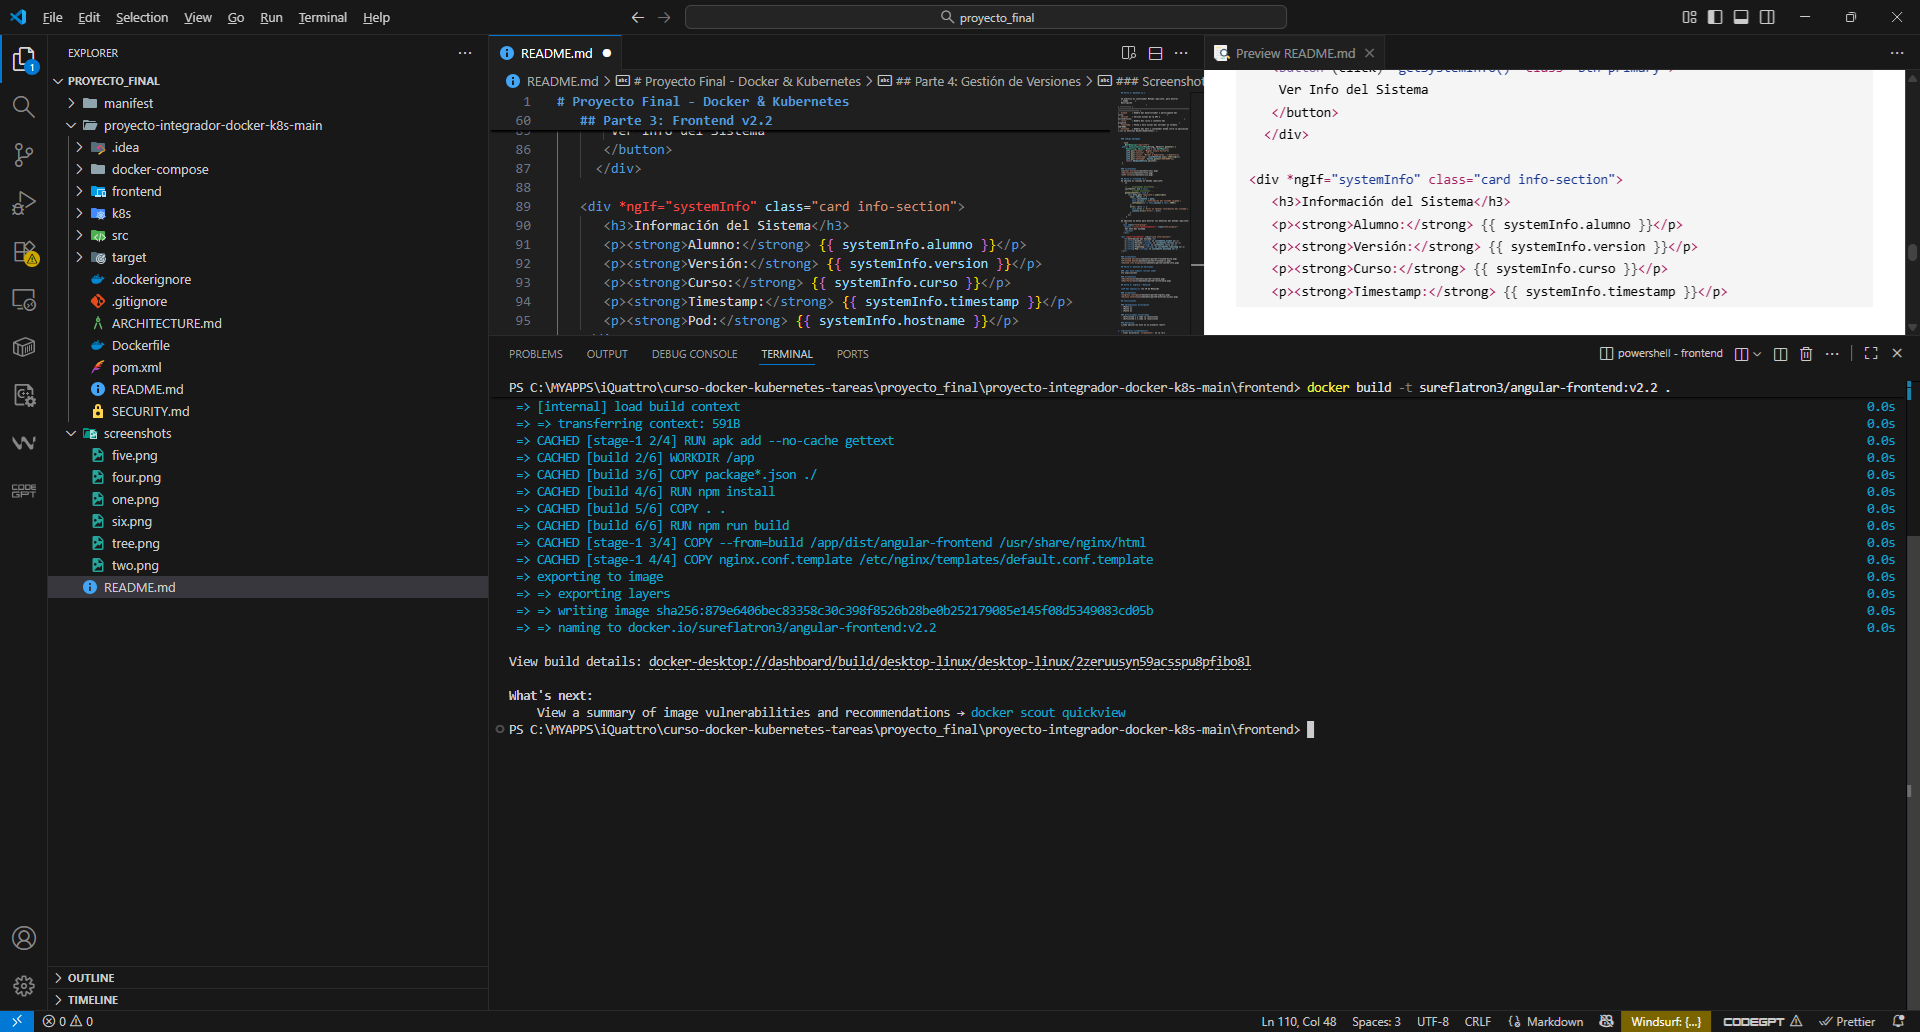 File Edit Selection View Go Run Terminal Help
proyecto_final
EXPLORER
PROYECTO_FINAL
manifest
proyecto-integrador-docker-k8s-main
.idea
docker-compose
frontend
k8s
src
target
.dockerignore
.gitignore
ARCHITECTURE.md
Dockerfile
pom.xml
README.md
SECURITY.md
screenshots
five.png
four.png
one.png
six.png
tree.png
two.png
README.md
OUTLINE
TIMELINE
README.md
README.md > # Proyecto Final - Docker & Kubernetes > ## Parte 4: Gestión de Versiones > ### Screenshot
1 # Proyecto Final - Docker & Kubernetes
60 ## Parte 3: Frontend v2.2
85 Ver Info del Sistema
86 </button>
87 </div>
88
89 <div *ngIf="systemInfo" class="card info-section">
90 <h3>Información del Sistema</h3>
91 <p><strong>Alumno:</strong> {{ systemInfo.alumno }}</p>
92 <p><strong>Versión:</strong> {{ systemInfo.version }}</p>
93 <p><strong>Curso:</strong> {{ systemInfo.curso }}</p>
94 <p><strong>Timestamp:</strong> {{ systemInfo.timestamp }}</p>
95 <p><strong>Pod:</strong> {{ systemInfo.hostname }}</p>
Preview README.md
<button (click)="getSystemInfo()" class="btn-primary">
Ver Info del Sistema
</button>
</div>
<div *ngIf="systemInfo" class="card info-section">
<h3>Información del Sistema</h3>
<p><strong>Alumno:</strong> {{ systemInfo.alumno }}</p>
<p><strong>Versión:</strong> {{ systemInfo.version }}</p>
<p><strong>Curso:</strong> {{ systemInfo.curso }}</p>
<p><strong>Timestamp:</strong> {{ systemInfo.timestamp }}</p>
PROBLEMS OUTPUT DEBUG CONSOLE TERMINAL PORTS
powershell - frontend
PS C:\MYAPPS\iQuattro\curso-docker-kubernetes-tareas\proyecto_final\proyecto-integrador-docker-k8s-main\frontend> docker build -t sureflatron3/angular-frontend:v2.2 .
=> [internal] load build context 0.0s
=> => transferring context: 591B 0.0s
=> CACHED [stage-1 2/4] RUN apk add --no-cache gettext 0.0s
=> CACHED [build 2/6] WORKDIR /app 0.0s
=> CACHED [build 3/6] COPY package*.json ./ 0.0s
=> CACHED [build 4/6] RUN npm install 0.0s
=> CACHED [build 5/6] COPY . . 0.0s
=> CACHED [build 6/6] RUN npm run build 0.0s
=> CACHED [stage-1 3/4] COPY --from=build /app/dist/angular-frontend /usr/share/nginx/html 0.0s
=> CACHED [stage-1 4/4] COPY nginx.conf.template /etc/nginx/templates/default.conf.template 0.0s
=> exporting to image 0.0s
=> => exporting layers 0.0s
=> => writing image sha256:879e6406bec83358c30c398f8526b28be0b252179085e145f08d5349083cd05b 0.0s
=> => naming to docker.io/sureflatron3/angular-frontend:v2.2 0.0s
View build details: docker-desktop://dashboard/build/desktop-linux/desktop-linux/2zeruusyn59acsspu8pfibo8l
What's next:
View a summary of image vulnerabilities and recommendations → docker scout quickview
PS C:\MYAPPS\iQuattro\curso-docker-kubernetes-tareas\proyecto_final\proyecto-integrador-docker-k8s-main\frontend>
1
CODE
GPT
0 0
Ln 110, Col 48 Spaces: 3 UTF-8 CRLF Markdown Windsurf: {...} CODEGPT Prettier